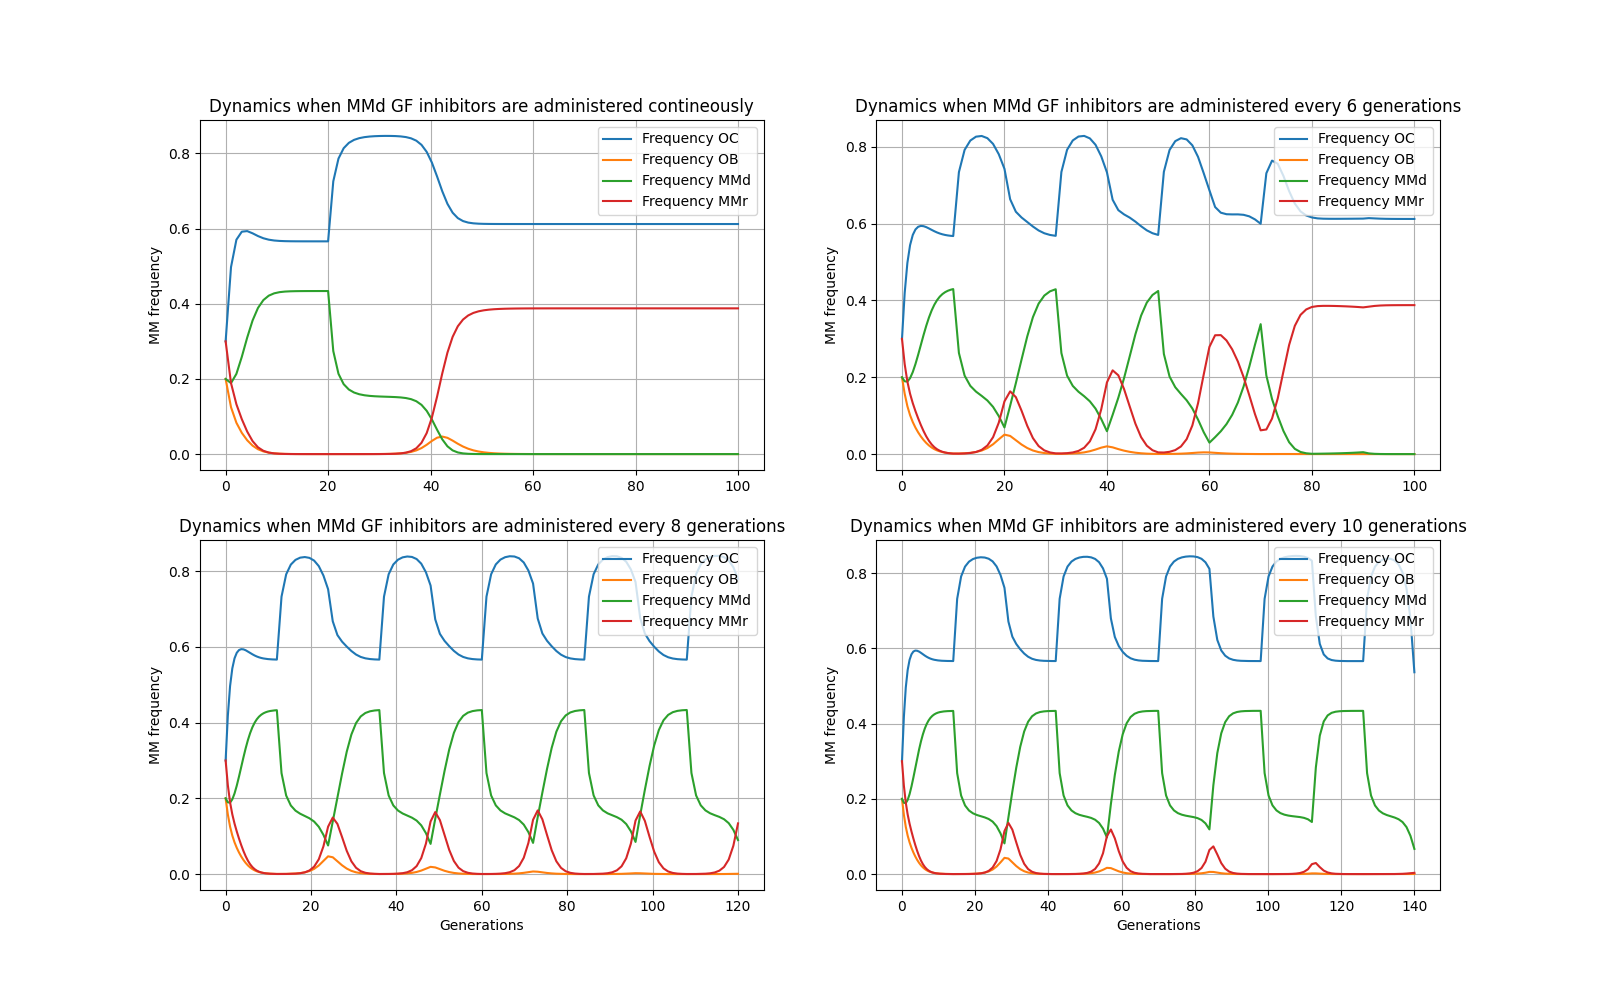 Dynamics when MMd GF inhibitors are administered contineously
MM frequency
0.8
0.6
0.4
0.2
0.0
0 20 40 60 80 100
Frequency OC
Frequency OB
Frequency MMd
Frequency MMr
Dynamics when MMd GF inhibitors are administered every 6 generations
MM frequency
0.8
0.6
0.4
0.2
0.0
0 20 40 60 80 100
Frequency OC
Frequency OB
Frequency MMd
Frequency MMr
Dynamics when MMd GF inhibitors are administered every 8 generations
MM frequency
0.8
0.6
0.4
0.2
0.0
0 20 40 60 80 100 120
Generations
Frequency OC
Frequency OB
Frequency MMd
Frequency MMr
Dynamics when MMd GF inhibitors are administered every 10 generations
MM frequency
0.8
0.6
0.4
0.2
0.0
0 20 40 60 80 100 120 140
Generations
Frequency OC
Frequency OB
Frequency MMd
Frequency MMr